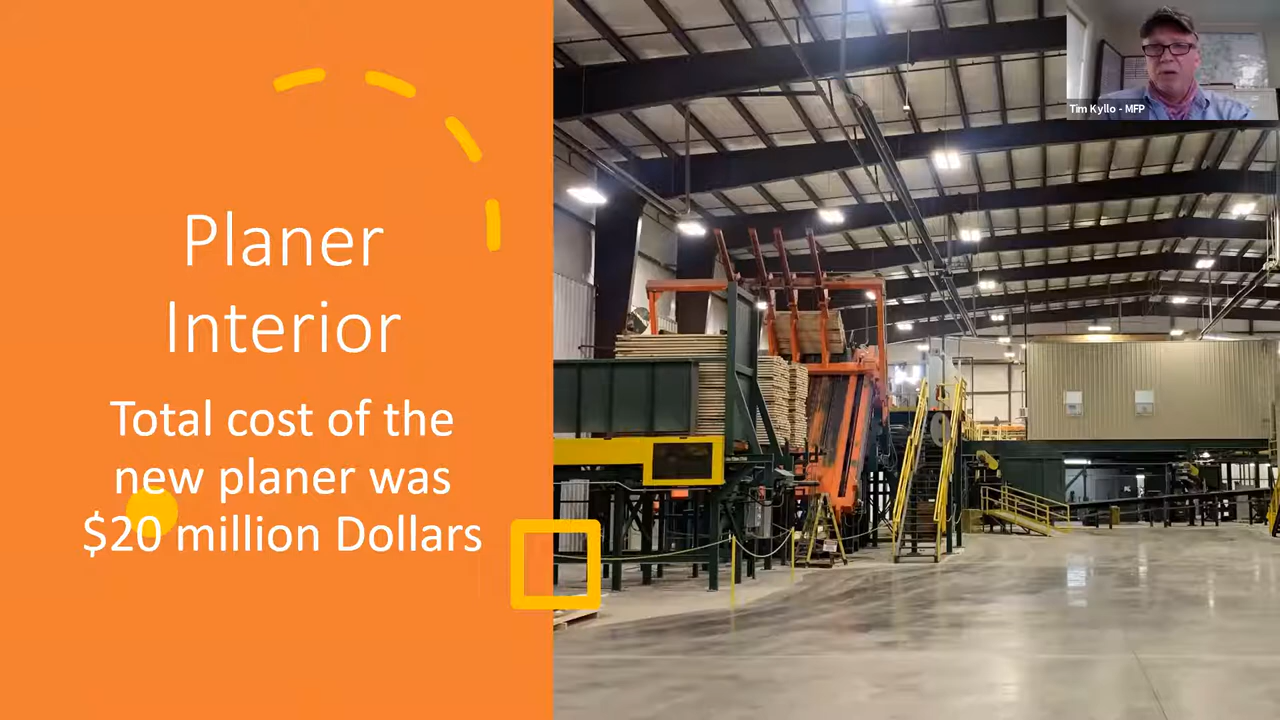 Planer
Interior
Total cost of the
new planer was
$20 million Dollars
Tim Kyllo - MFP